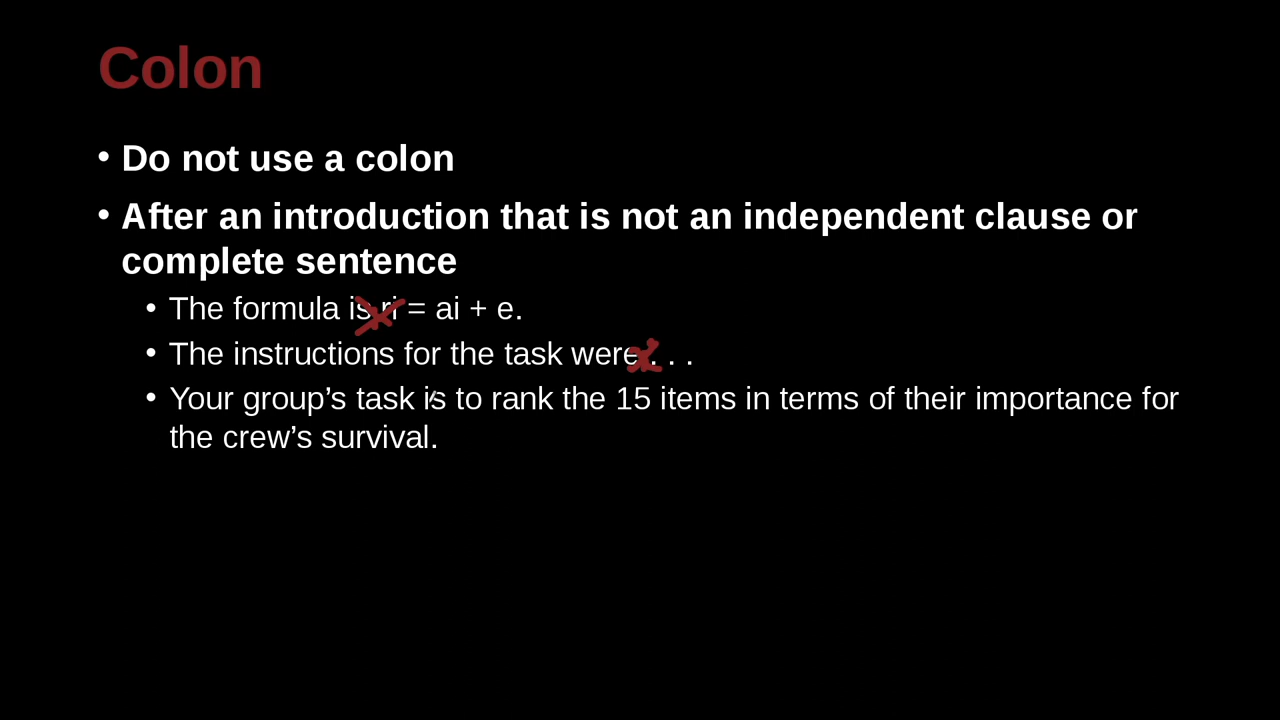 Colon
• Do not use a colon
• After an introduction that is not an independent clause or
complete sentence
• The formula is ri = ai + e.
• The instructions for the task were . . .
• Your group’s task is to rank the 15 items in terms of their importance for
the crew’s survival.